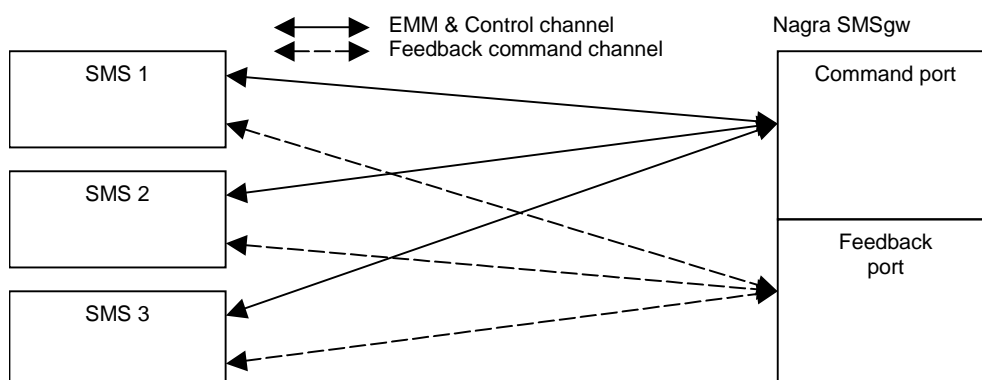 EMM & Control channel
Feedback command channel
Nagra SMSgw
SMS 1
Command port
SMS 2
Feedback
port
SMS 3